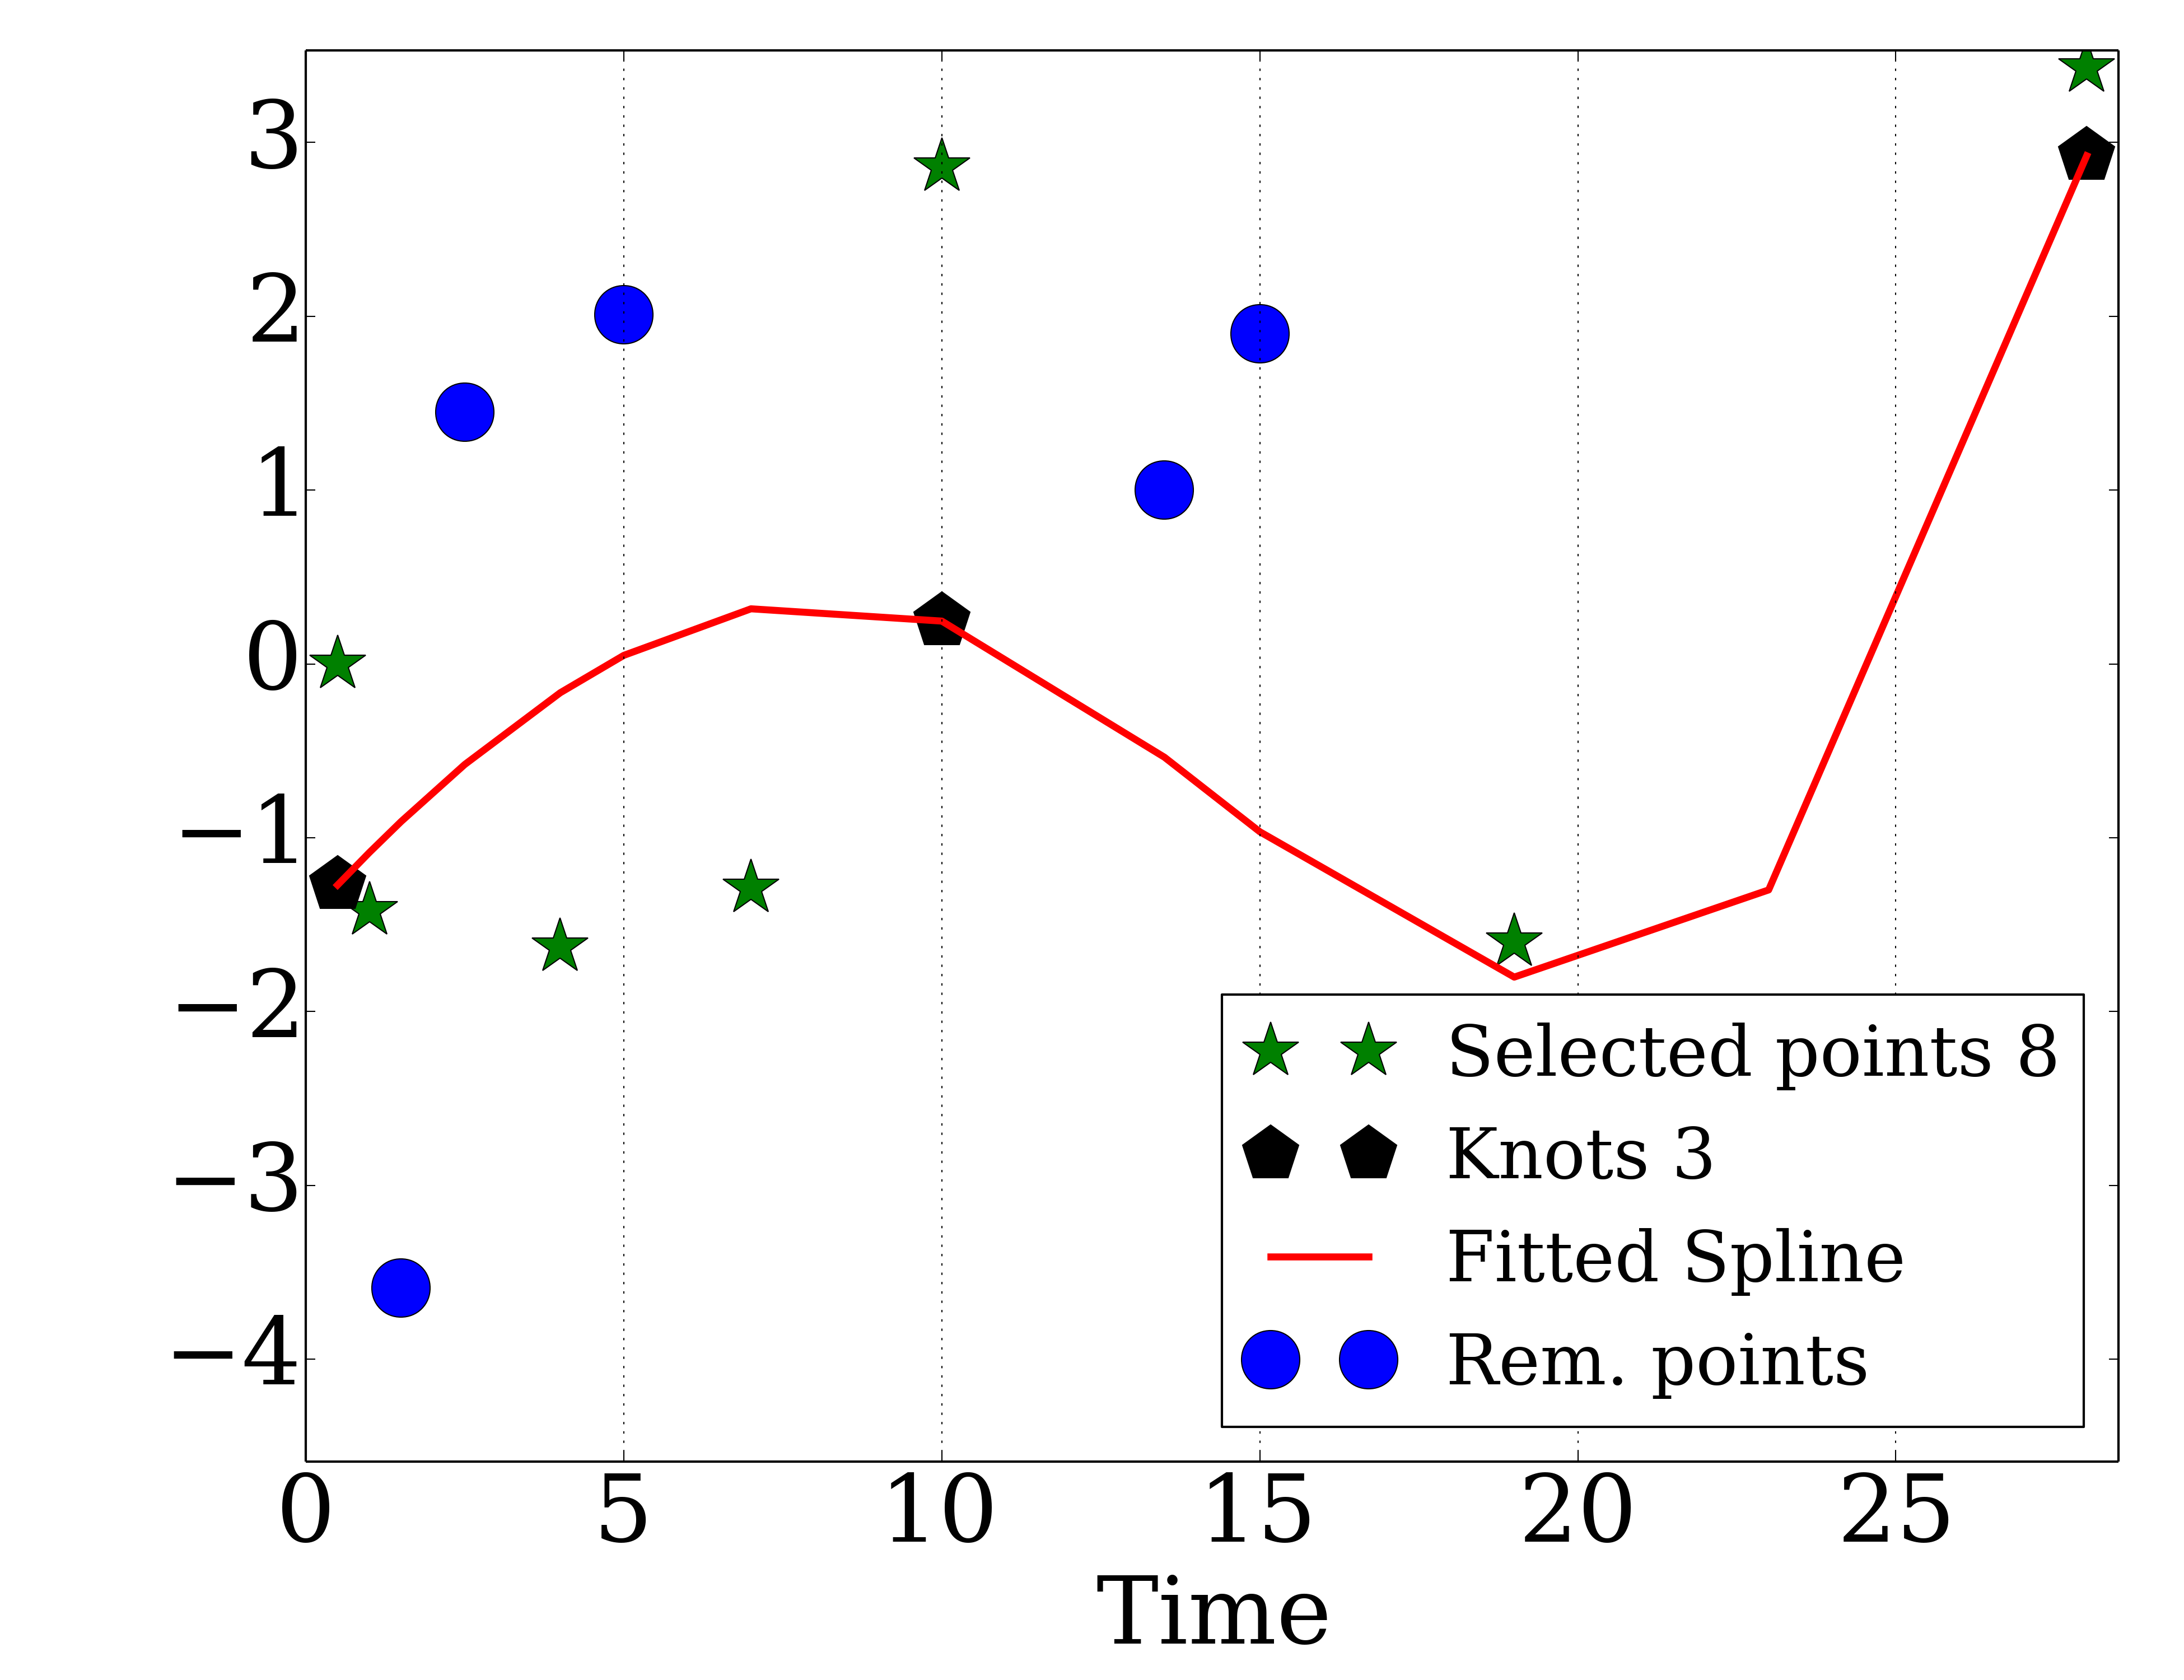 3
2
1
0
−1
−2
−3
−4
Selected points 8
Knots 3
Fitted Spline
Rem. points
0 5 10 15 20 25
Time